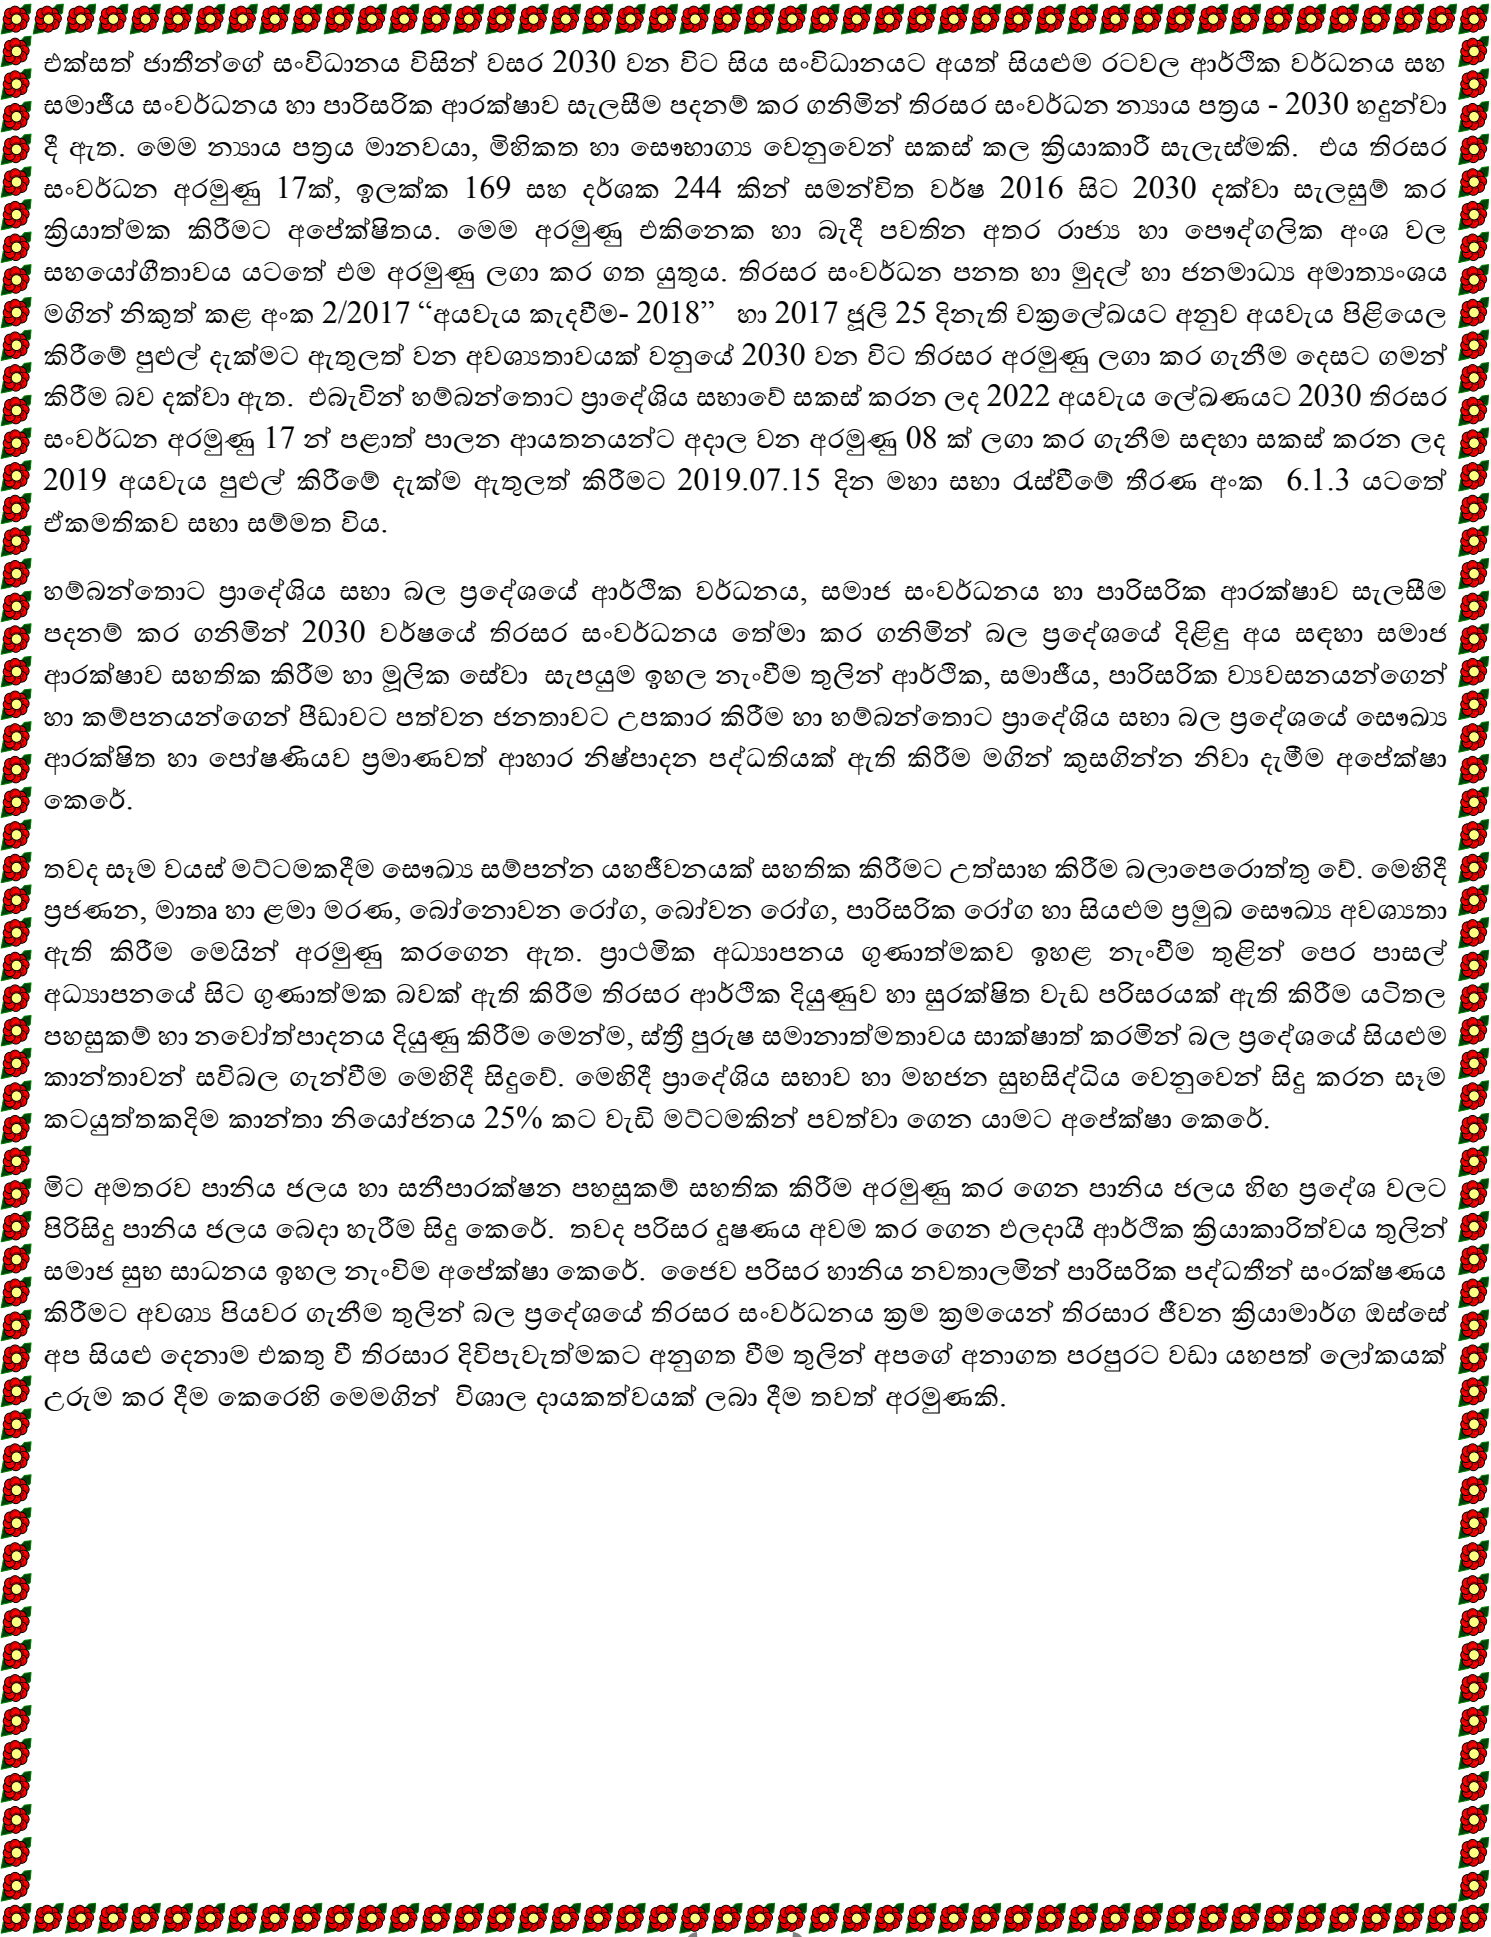 එක්සත් ජාතීන්ගේ සංවිධානය විසින් වසර 2030 වන විට සිය සංවිධානයට අයත් සියළුම රටවල ආර්ථික වර්ධනය සහ
සමාජීය සංවර්ධනය හා පාරිසරික ආරක්ෂාව සැලසීම පදනම් කර ගනිමින් තිරසර සංවර්ධන න්‍යාය පත්‍රය - 2030 හඳුන්වා
දී ඇත. මෙම න්‍යාය පත්‍රය මානවයා, මිහිකත හා සෞභාග්‍ය වෙනුවෙන් සකස් කල ක්‍රියාකාරී සැලැස්මකි. එය තිරසර
සංවර්ධන අරමුණු 17ක්, ඉලක්ක 169 සහ දර්ශක 244 කින් සමන්විත වර්ෂ 2016 සිට 2030 දක්වා සැලසුම් කර
ක්‍රියාත්මක කිරීමට අපේක්ෂිතය. මෙම අරමුණු එකිනෙක හා බැදී පවතින අතර රාජ්‍ය හා පෞද්ගලික අංශ වල
සහයෝගීතාවය යටතේ එම අරමුණු ලගා කර ගත යුතුය. තිරසර සංවර්ධන පනත හා මුදල් හා ජනමාධ්‍ය අමාත්‍යංශය
මගින් නිකුත් කළ අංක 2/2017 “අයවැය කැඳවීම- 2018” හා 2017 ජූලි 25 දිනැති චක්‍රලේඛයට අනුව අයවැය පිළියෙල
කිරීමේ පුළුල් දැක්මට ඇතුලත් වන අවශ්‍යතාවයක් වනුයේ 2030 වන විට තිරසර අරමුණු ලගා කර ගැනීම දෙසට ගමන්
කිරීම බව දක්වා ඇත. එබැවින් හම්බන්තොට ප්‍රාදේශිය සභාවේ සකස් කරන ලද 2022 අයවැය ලේඛණයට 2030 තිරසර
සංවර්ධන අරමුණු 17 න් පළාත් පාලන ආයතනයන්ට අදාල වන අරමුණු 08 ක් ලගා කර ගැනීම සඳහා සකස් කරන ලද
2019 අයවැය පුළුල් කිරීමේ දැක්ම ඇතුලත් කිරීමට 2019.07.15 දින මහා සභා රැස්වීමේ තීරණ අංක 6.1.3 යටතේ
ඒකමතිකව සභා සම්මත විය.
හම්බන්තොට ප්‍රාදේශිය සභා බල ප්‍රදේශයේ ආර්ථික වර්ධනය, සමාජ සංවර්ධනය හා පාරිසරික ආරක්ෂාව සැලසීම
පදනම් කර ගනිමින් 2030 වර්ෂයේ තිරසර සංවර්ධනය තේමා කර ගනිමින් බල ප්‍රදේශයේ දිළිඳු අය සඳහා සමාජ
ආරක්ෂාව සහතික කිරීම හා මූලික සේවා සැපයුම ඉහල නැංවීම තුලින් ආර්ථික, සමාජීය, පාරිසරික ව්‍යවසනයන්ගෙන්
හා කම්පනයන්ගෙන් පීඩාවට පත්වන ජනතාවට උපකාර කිරීම හා හම්බන්තොට ප්‍රාදේශිය සභා බල ප්‍රදේශයේ සෞඛ්‍ය
ආරක්ෂිත හා පෝෂණියව ප්‍රමාණවත් ආහාර නිෂ්පාදන පද්ධතියක් ඇති කිරීම මගින් කුසගින්න නිවා දැමීම අපේක්ෂා
කෙරේ.
තවද සෑම වයස් මට්ටමකදීම සෞඛ්‍ය සම්පන්න යහජීවනයක් සහතික කිරීමට උත්සාහ කිරීම බලාපොරොත්තු වේ. මෙහිදී
ප්‍රජණන, මාතෘ හා ළමා මරණ, බෝනොවන රෝග, බෝවන රෝග, පාරිසරික රෝග හා සියළුම ප්‍රමුඛ සෞඛ්‍ය අවශ්‍යතා
ඇති කිරීම මෙයින් අරමුණු කරගෙන ඇත. ප්‍රාථමික අධ්‍යාපනය ගුණාත්මකව ඉහළ නැංවීම තුළින් පෙර පාසල්
අධ්‍යාපනයේ සිට ගුණාත්මක බවක් ඇති කිරීම තිරසර ආර්ථික දියුණුව හා සුරක්ෂිත වැඩ පරිසරයක් ඇති කිරීම යටිතල
පහසුකම් හා නවෝත්පාදනය දියුණු කිරීම මෙන්ම, ස්ත්‍රී පුරුෂ සමානාත්මතාවය සාක්ෂාත් කරමින් බල ප්‍රදේශයේ සියළුම
කාන්තාවන් සවිබල ගැන්වීම මෙහිදී සිදුවේ. මෙහිදී ප්‍රාදේශිය සභාව හා මහජන සුභසිද්ධිය වෙනුවෙන් සිදු කරන සෑම
කටයුත්තකදිම කාන්තා නියෝජනය 25% කට වැඩි මට්ටමකින් පවත්වා ගෙන යාමට අපේක්ෂා කෙරේ.
මිට අමතරව පානිය ජලය හා සනීපාරක්ෂන පහසුකම් සහතික කිරීම අරමුණු කර ගෙන පානිය ජලය හිඟ ප්‍රදේශ වලට
පිරිසිදු පානිය ජලය බෙදා හැරීම සිදු කෙරේ. තවද පරිසර දූෂණය අවම කර ගෙන ඵලදායී ආර්ථික ක්‍රියාකාරිත්වය තුලින්
සමාජ සුභ සාධනය ඉහල නැංවිම අපේක්ෂා කෙරේ. ජෛව පරිසර හානිය නවතාලමින් පාරිසරික පද්ධතීන් සංරක්ෂණය
කිරීමට අවශ්‍ය පියවර ගැනීම තුලින් බල ප්‍රදේශයේ තිරසර සංවර්ධනය ක්‍රම ක්‍රමයෙන් තිරසාර ජීවන ක්‍රියාමාර්ග ඔස්සේ
අප සියළු දෙනාම එකතු වී තිරසාර දිවිපැවැත්මකට අනුගත වීම තුලින් අපගේ අනාගත පරපුරට වඩා යහපත් ලෝකයක්
උරුම කර දීම කෙරෙහි මෙමගින් විශාල දායකත්වයක් ලබා දීම තවත් අරමුණකි.